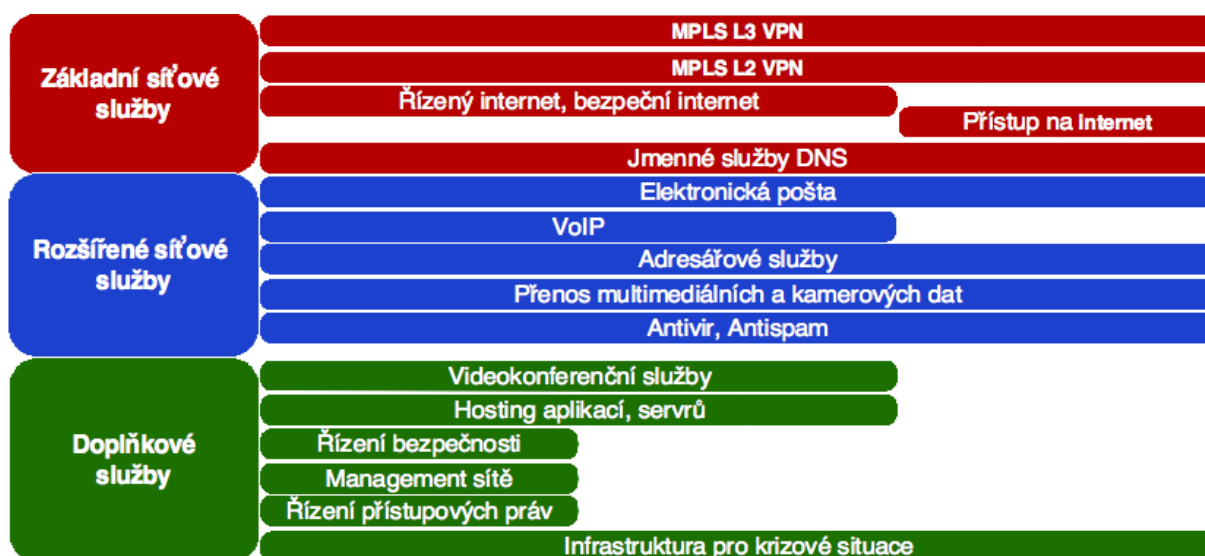 Základní síťové
služby
MPLS L3 VPN
MPLS L2 VPN
Řízený internet, bezpeční internet
Přístup na Internet
Jmenné služby DNS
Rozšířené síťové
služby
Elektronická pošta
VoIP
Adresářové služby
Přenos multimediálních a kamerových dat
Antivir, Antispam
Doplňkové
služby
Videokonferenční služby
Hosting aplikací, servrů
Řízení bezpečnosti
Management sítě
Řízení přístupových práv
Infrastruktura pro krizové situace